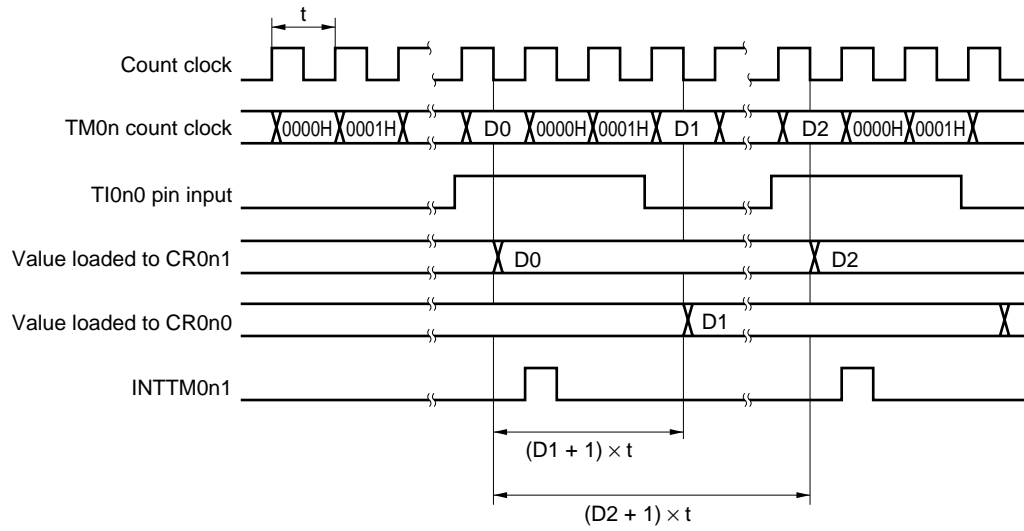 t
Count clock
TM0n count clock 0000H 0001H D0 0000H 0001H D1 D2 0000H 0001H
TI0n0 pin input
Value loaded to CR0n1 D0 D2
Value loaded to CR0n0 D1
INTTM0n1
(D1 + 1) × t
(D2 + 1) × t